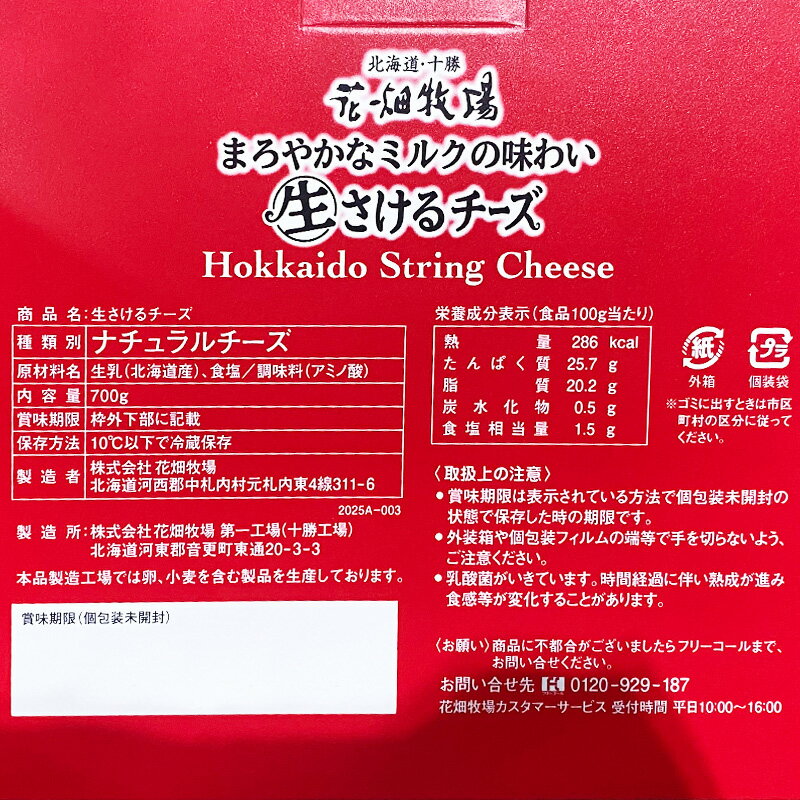 北海道・十勝
花畑牧場
まろやかなミルクの味わい
生さけるチーズ
Hokkaido String Cheese
商品名：生さけるチーズ
種類別 ナチュラルチーズ
原材料名 生乳（北海道産）、食塩／調味料（アミノ酸）
内容量 700g
賞味期限 枠外下部に記載
保存方法 10℃以下で冷蔵保存
製造者 株式会社 花畑牧場
北海道河西郡中札内村元札内東4線311-6
2025A-003
製造所：株式会社花畑牧場 第一工場（十勝工場）
北海道河東郡音更町東通20-3-3
本品製造工場では卵、小麦を含む製品を生産しております。
賞味期限（個包装未開封）
栄養成分表示（食品100g当たり）
熱量 286 kcal
たんぱく質 25.7 g
脂質 20.2 g
炭水化物 0.5 g
食塩相当量 1.5 g
紙 プラ
外箱 個装袋
※ゴミに出すときは市区
町村の区分に従って
ください。
〈取扱上の注意〉
●賞味期限は表示されている方法で個包装未開封の
状態で保存した時の期限です。
●外装箱や個包装フィルムの端等で手を切らないよう、
ご注意ください。
●乳酸菌がいきています。時間経過に伴い熟成が進み
食感等が変化することがあります。
〈お願い〉商品に不都合がございましたらフリーコールまで、
お問い合せください。
お問い合せ先 0120-929-187
花畑牧場カスタマーサービス 受付時間 平日10:00〜16:00